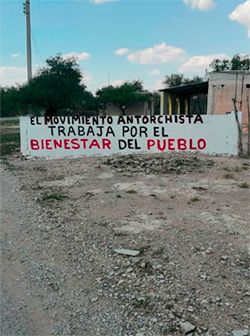 EL MOVIMIENTO ANTORCHISTA
TRABAJA POR EL
BIENESTAR DEL PUEBLO